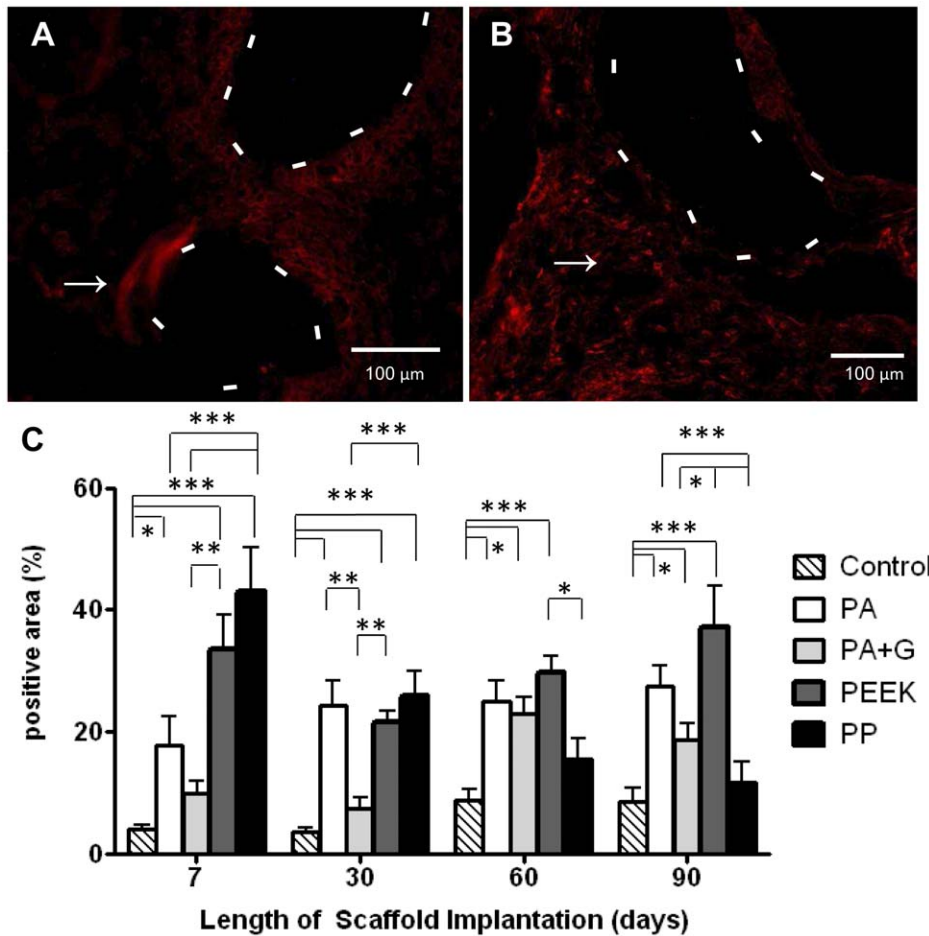 A
B
100 µm
100 µm
C
***
***
***
***
***
***
*
**
***
**
**
***
*
*
*
***
*
60
40
20
0
positive area (%)
7
30
60
90
Length of Scaffold Implantation (days)
Control
PA
PA+G
PEEK
PP